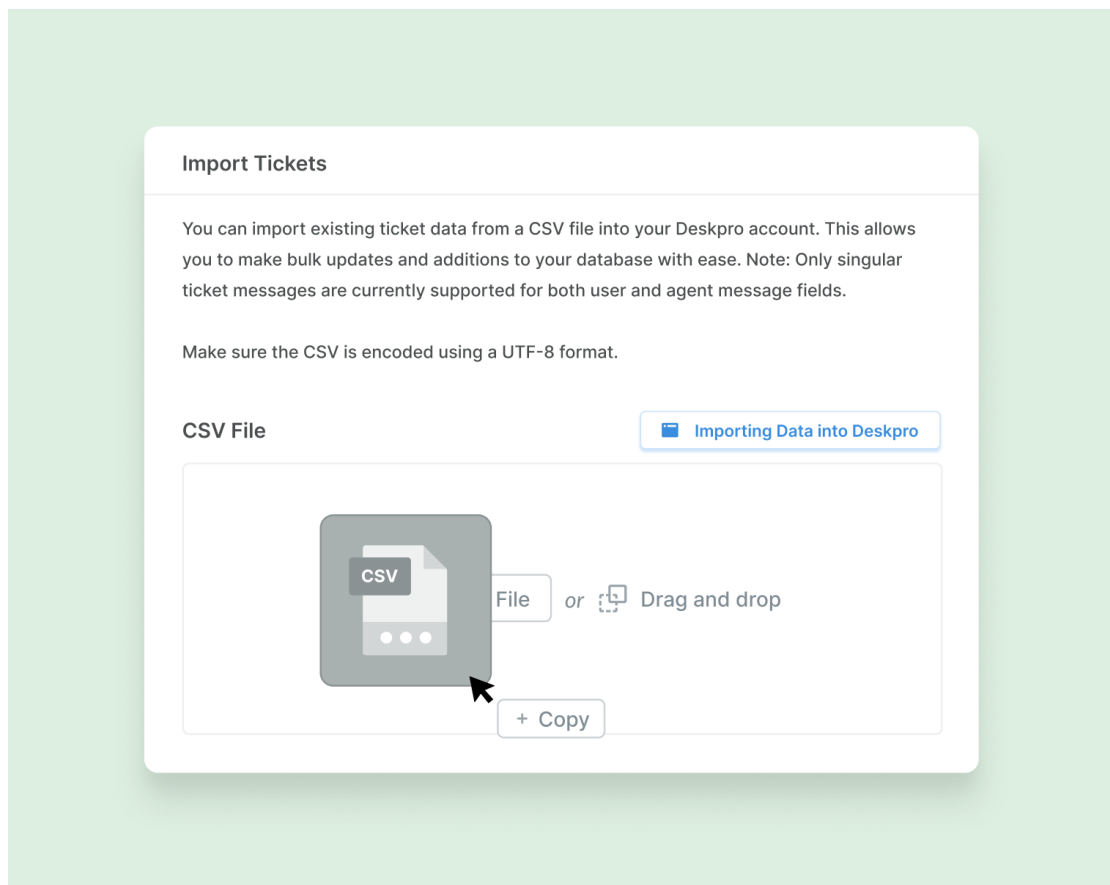 Import Tickets
You can import existing ticket data from a CSV file into your Deskpro account. This allows
you to make bulk updates and additions to your database with ease. Note: Only singular
ticket messages are currently supported for both user and agent message fields.
Make sure the CSV is encoded using a UTF-8 format.
CSV File
Importing Data into Deskpro
CSV
File or Drag and drop
+ Copy